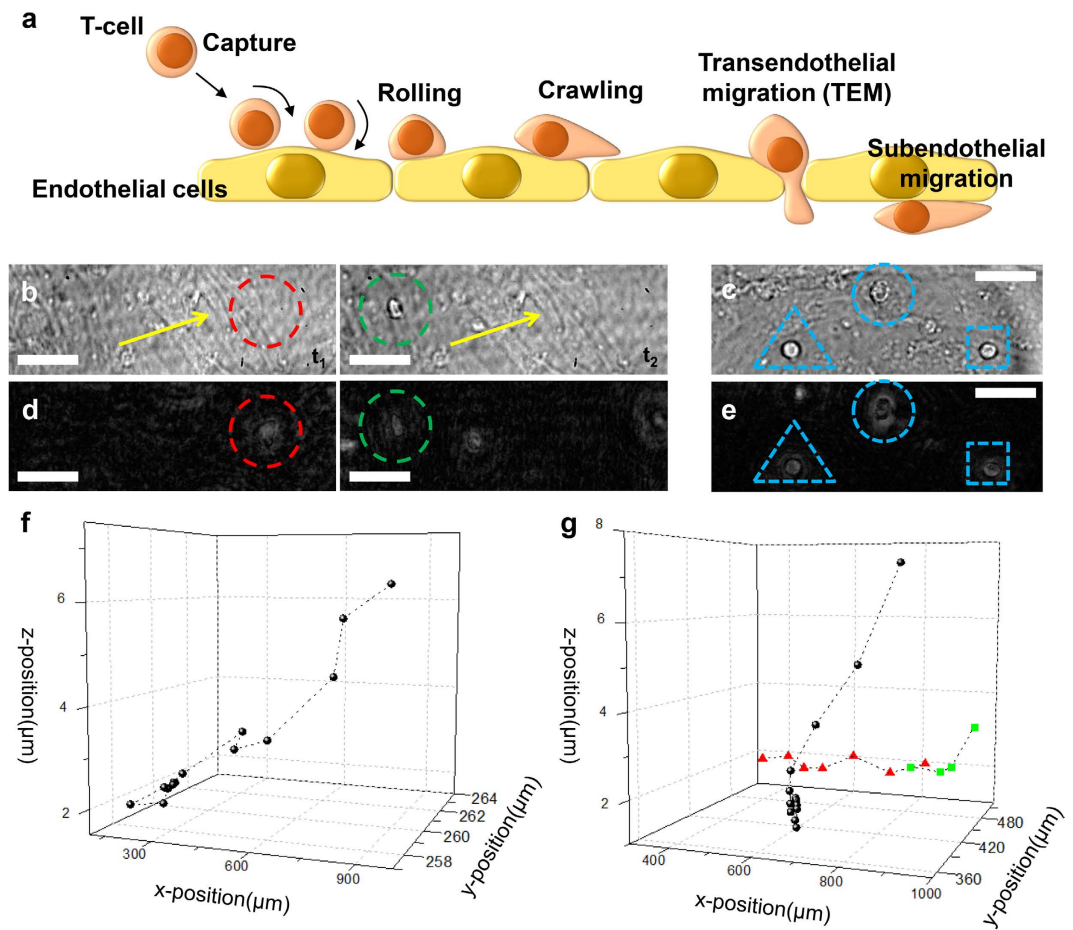 a
T-cell
Capture
Rolling
Crawling
Transendothelial
migration (TEM)
Endothelial cells
Subendothelial
migration
b
t1
t2
c
d
e
f
z-position(μm)
6
4
2
300
600
900
x-position(μm)
258
260
262
264
y-position(μm)
g
z-position(μm)
8
6
4
2
400
600
800
1000
x-position(μm)
360
420
480
y-position(μm)